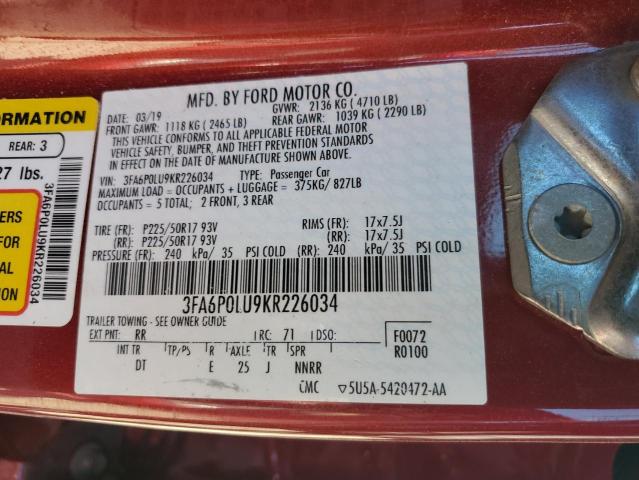 ORMATION
REAR: 3
27 lbs.
ERS
FOR
AL
ION
3FA6P0LU9KR226034
MFD. BY FORD MOTOR CO.
DATE: 03/19 GVWR: 2136 KG ( 4710 LB)
FRONT GAWR: 1118 KG ( 2465 LB) REAR GAWR: 1039 KG ( 2290 LB)
THIS VEHICLE CONFORMS TO ALL APPLICABLE FEDERAL MOTOR
VEHICLE SAFETY, BUMPER, AND THEFT PREVENTION STANDARDS
IN EFFECT ON THE DATE OF MANUFACTURE SHOWN ABOVE.
VIN: 3FA6P0LU9KR226034 TYPE: Passenger Car
MAXIMUM LOAD = OCCUPANTS + LUGGAGE = 375KG/ 827LB
OCCUPANTS = 5 TOTAL; 2 FRONT, 3 REAR
TIRE (FR): P225/50R17 93V RIMS (FR): 17x7.5J
(RR): P225/50R17 93V (RR): 17x7.5J
PRESSURE (FR): 240 kPa/ 35 PSI COLD (RR): 240 kPa/ 35 PSI COLD
3FA6P0LU9KR226034
TRAILER TOWING - SEE OWNER GUIDE
EXT PNT: RR RC: 71 DSO: F0072
INT TR TP/PS R AXLE TR SPR R0100
DT E 25 J NNRR
CMC ▽5U5A-5420472-AA